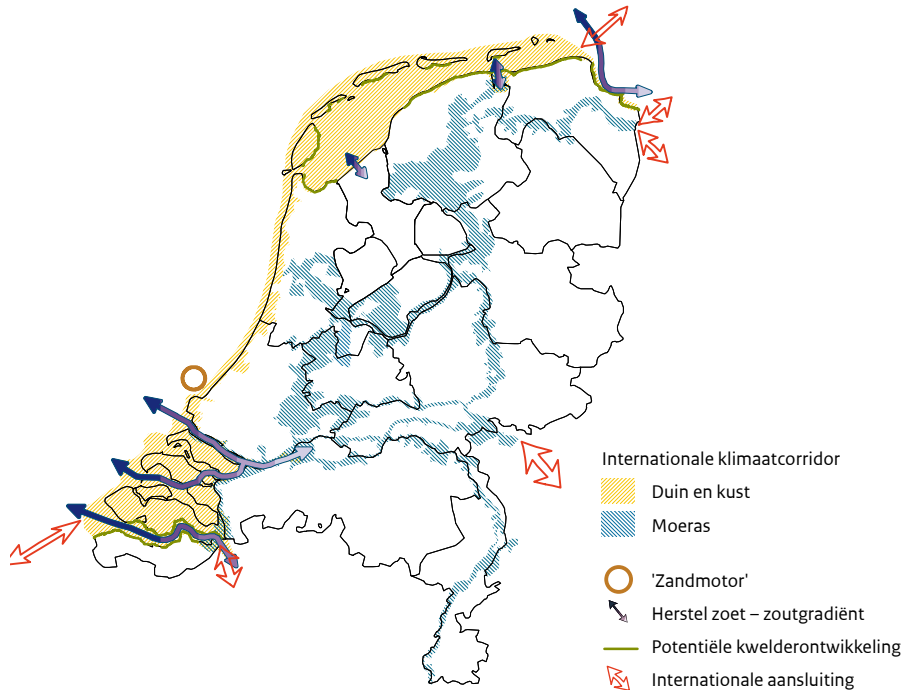 Internationale klimaatcorridor
Duin en kust
Moeras
'Zandmotor'
Herstel zoet – zoutgradiënt
Potentiële kwelderontwikkeling
Internationale aansluiting